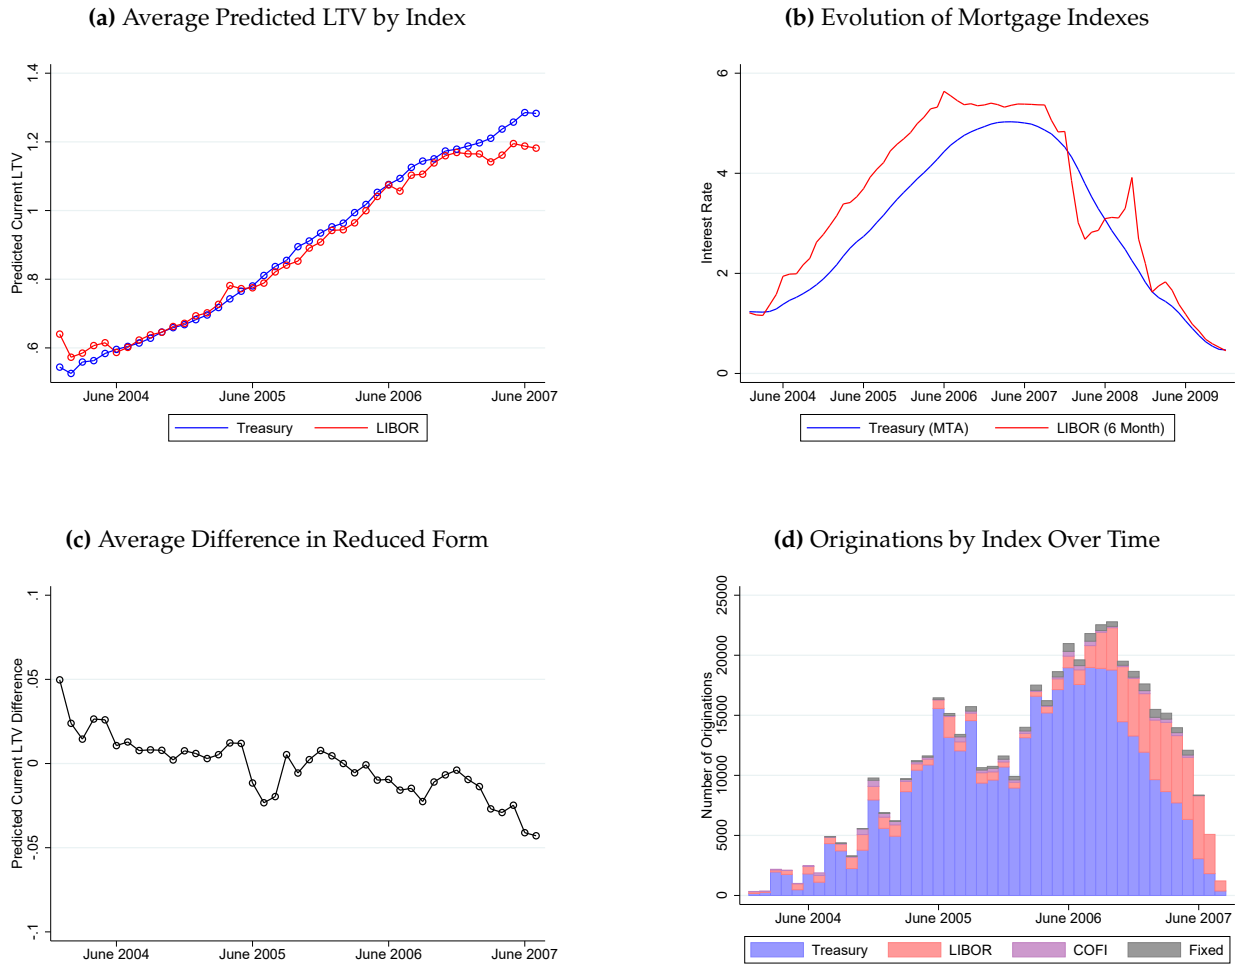 (a) Average Predicted LTV by Index
Predicted Current LTV
1.4
1.2
1
.8
.6
June 2004 June 2005 June 2006 June 2007
Treasury LIBOR
(b) Evolution of Mortgage Indexes
Interest Rate
6
4
2
0
June 2004 June 2005 June 2006 June 2007 June 2008 June 2009
Treasury (MTA) LIBOR (6 Month)
(c) Average Difference in Reduced Form
Predicted Current LTV Difference
.1
.05
0
-.05
-.1
June 2004 June 2005 June 2006 June 2007
(d) Originations by Index Over Time
Number of Originations
25000
20000
15000
10000
5000
0
June 2004 June 2005 June 2006 June 2007
Treasury LIBOR COFI Fixed